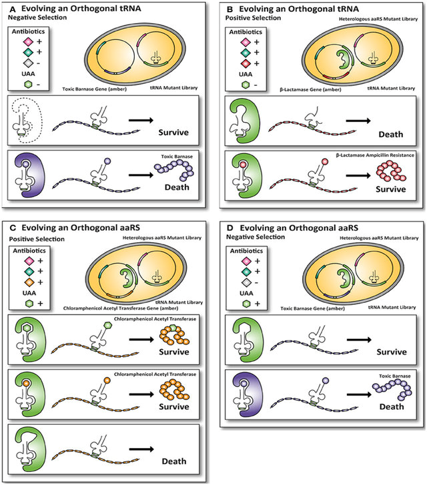 A Evolving an Orthogonal tRNA
Negative Selection
Antibiotics
+
+
-
UAA
-
Toxic Barnase Gene (amber)
tRNA Mutant Library
Survive
Toxic Barnase
Death
B Evolving an Orthogonal tRNA
Positive Selection
Heterologous aaRS Mutant Library
Antibiotics
+
+
+
UAA
-
β-Lactamase Gene (amber)
tRNA Mutant Library
Death
β-Lactamase Ampicillin Resistance
Survive
C Evolving an Orthogonal aaRS
Positive Selection
Heterologous aaRS Mutant Library
Antibiotics
+
+
+
UAA
+
tRNA Mutant Library
Chloramphenicol Acetyl Transferase Gene (amber)
Chloramphenicol Acetyl Transferase
Survive
Chloramphenicol Acetyl Transferase
Survive
Death
D Evolving an Orthogonal aaRS
Negative Selection
Heterologous aaRS Mutant Library
Antibiotics
+
+
-
UAA
+
Toxic Barnase Gene (amber)
tRNA Mutant Library
Survive
Toxic Barnase
Death